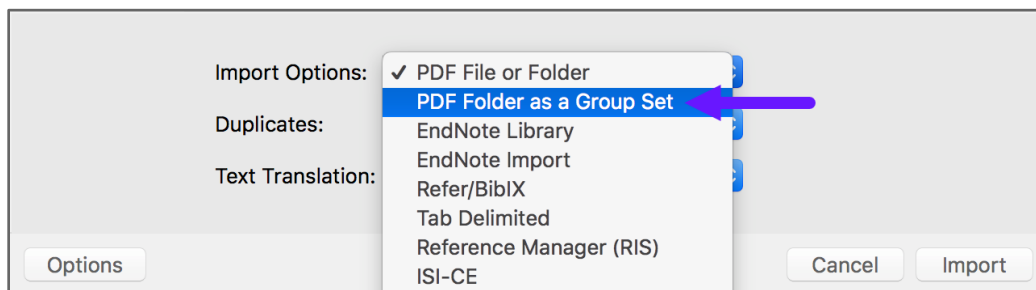 Import Options:
✓ PDF File or Folder
PDF Folder as a Group Set
Duplicates:
EndNote Library
EndNote Import
Text Translation:
Refer/BibIX
Tab Delimited
Reference Manager (RIS)
ISI-CE
Options
Cancel
Import